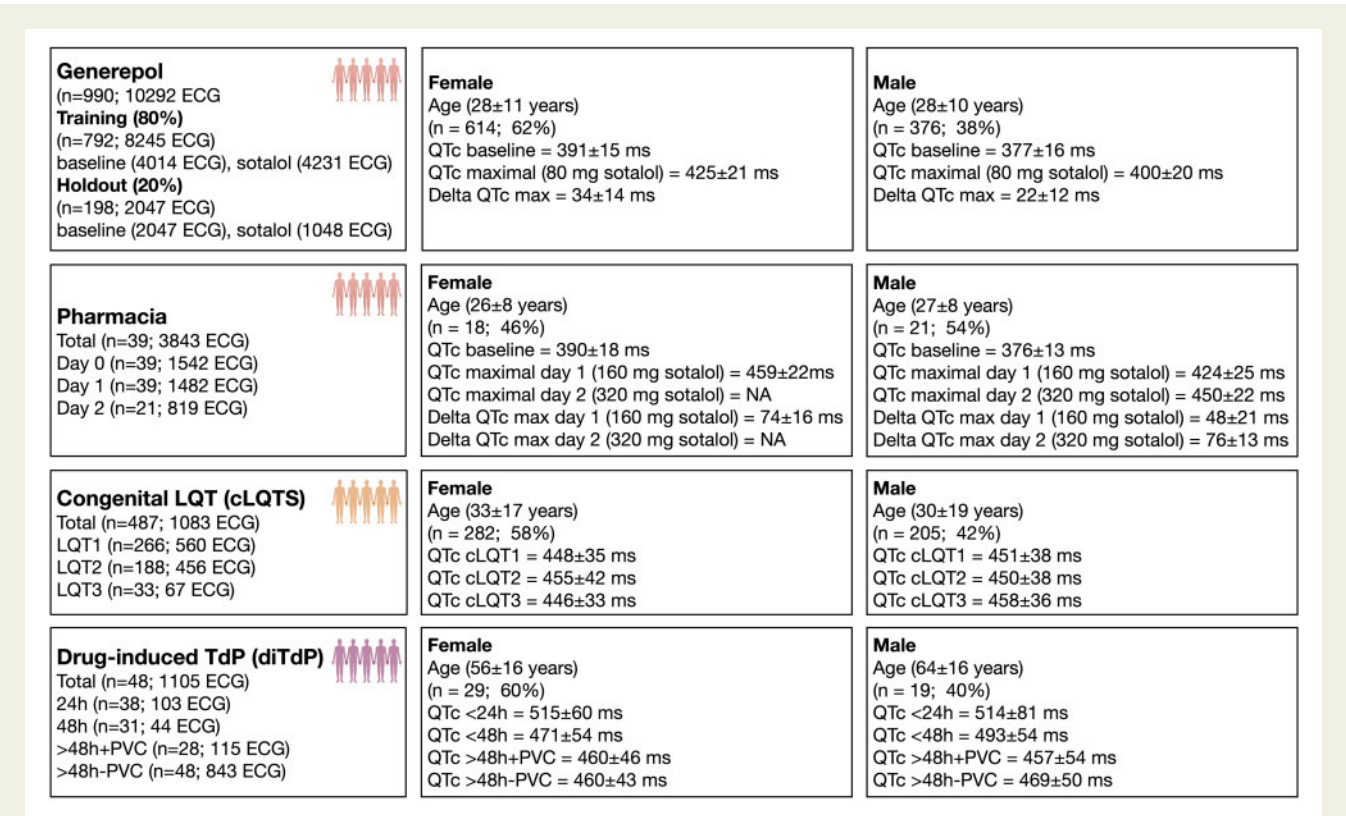 Generepol
(n=990; 10292 ECG
Training (80%)
(n=792; 8245 ECG)
baseline (4014 ECG), sotalol (4231 ECG)
Holdout (20%)
(n=198; 2047 ECG)
baseline (2047 ECG), sotalol (1048 ECG)
Female
Age (28±11 years)
(n = 614; 62%)
QTc baseline = 391±15 ms
QTc maximal (80 mg sotalol) = 425±21 ms
Delta QTc max = 34±14 ms
Male
Age (28±10 years)
(n = 376; 38%)
QTc baseline = 377±16 ms
QTc maximal (80 mg sotalol) = 400±20 ms
Delta QTc max = 22±12 ms
Pharmacia
Total (n=39; 3843 ECG)
Day 0 (n=39; 1542 ECG)
Day 1 (n=39; 1482 ECG)
Day 2 (n=21; 819 ECG)
Female
Age (26±8 years)
(n = 18; 46%)
QTc baseline = 390±18 ms
QTc maximal day 1 (160 mg sotalol) = 459±22ms
QTc maximal day 2 (320 mg sotalol) = NA
Delta QTc max day 1 (160 mg sotalol) = 74±16 ms
Delta QTc max day 2 (320 mg sotalol) = NA
Male
Age (27±8 years)
(n = 21; 54%)
QTc baseline = 376±13 ms
QTc maximal day 1 (160 mg sotalol) = 424±25 ms
QTc maximal day 2 (320 mg sotalol) = 450±22 ms
Delta QTc max day 1 (160 mg sotalol) = 48±21 ms
Delta QTc max day 2 (320 mg sotalol) = 76±13 ms
Congenital LQT (cLQTS)
Total (n=487; 1083 ECG)
LQT1 (n=266; 560 ECG)
LQT2 (n=188; 456 ECG)
LQT3 (n=33; 67 ECG)
Female
Age (33±17 years)
(n = 282; 58%)
QTc cLQT1 = 448±35 ms
QTc cLQT2 = 455±42 ms
QTc cLQT3 = 446±33 ms
Male
Age (30±19 years)
(n = 205; 42%)
QTc cLQT1 = 451±38 ms
QTc cLQT2 = 450±38 ms
QTc cLQT3 = 458±36 ms
Drug-induced TdP (diTdP)
Total (n=48; 1105 ECG)
24h (n=38; 103 ECG)
48h (n=31; 44 ECG)
>48h+PVC (n=28; 115 ECG)
>48h-PVC (n=48; 843 ECG)
Female
Age (56±16 years)
(n = 29; 60%)
QTc <24h = 515±60 ms
QTc <48h = 471±54 ms
QTc >48h+PVC = 460±46 ms
QTc >48h-PVC = 460±43 ms
Male
Age (64±16 years)
(n = 19; 40%)
QTc <24h = 514±81 ms
QTc <48h = 493±54 ms
QTc >48h+PVC = 457±54 ms
QTc >48h-PVC = 469±50 ms